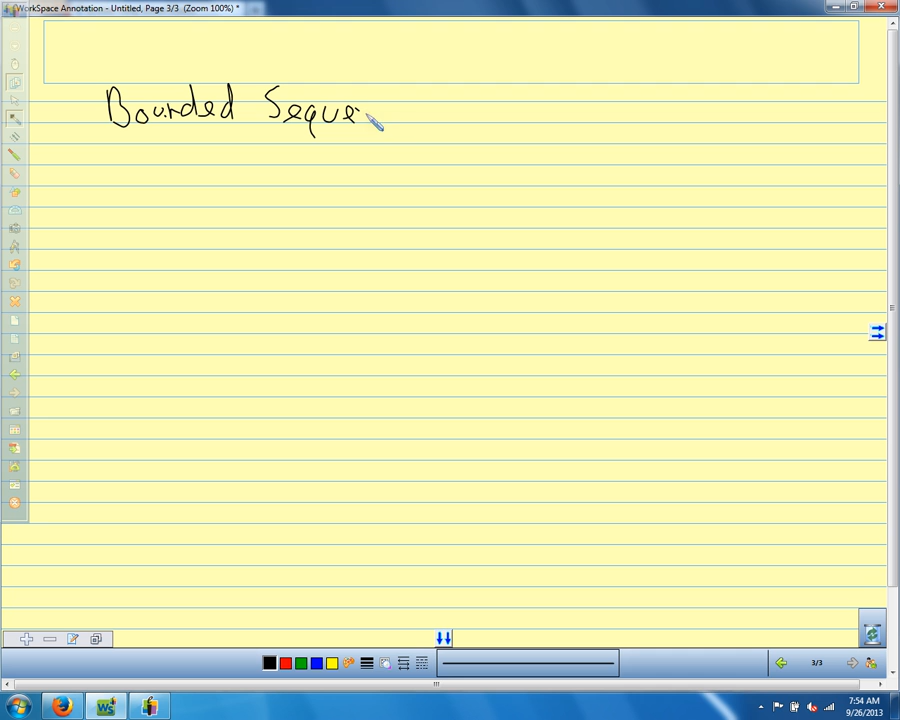 WorkSpace Annotation - Untitled, Page 3/3 (Zoom 100%) *
Bounded Seque
3/3
7:54 AM
9/26/2013